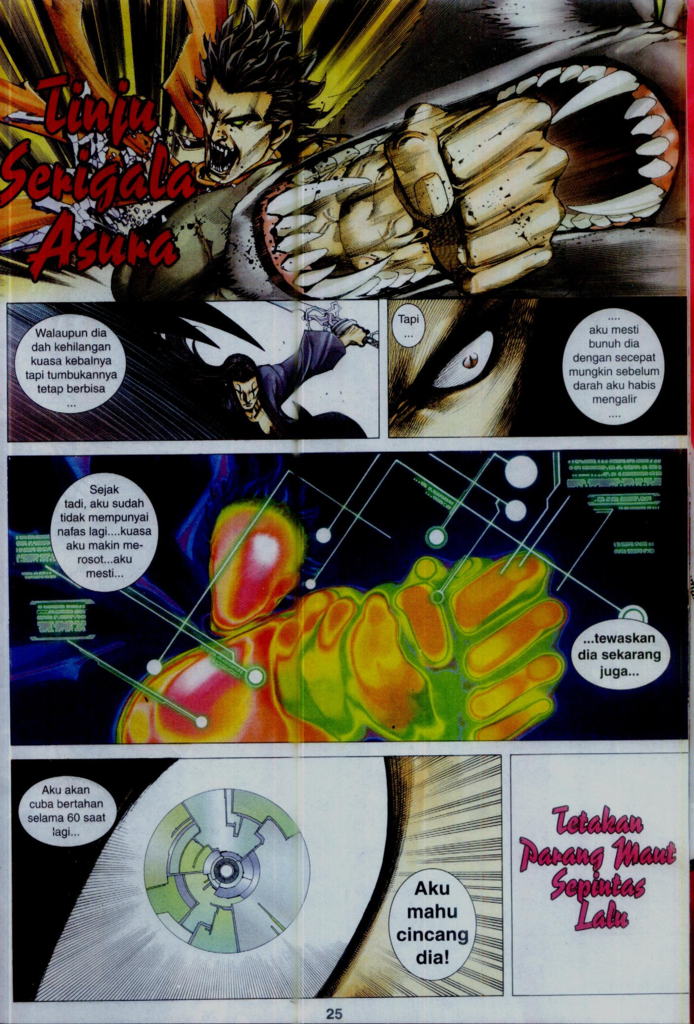 Tinju
Serigala
Asura
Walaupun dia
dah kehilangan
kuasa kebalnya
tapi tumbukannya
tetap berbisa
...
Tapi
...
....
aku mesti
bunuh dia
dengan secepat
mungkin sebelum
darah aku habis
mengalir
....
Sejak
tadi, aku sudah
tidak mempunyai
nafas lagi....kuasa
aku makin me-
rosot...aku
mesti...
...tewaskan
dia sekarang
juga...
Aku akan
cuba bertahan
selama 60 saat
lagi...
Aku
mahu
cincang
dia!
Tetakan
Parang Maut
Sepintas
Lalu
25